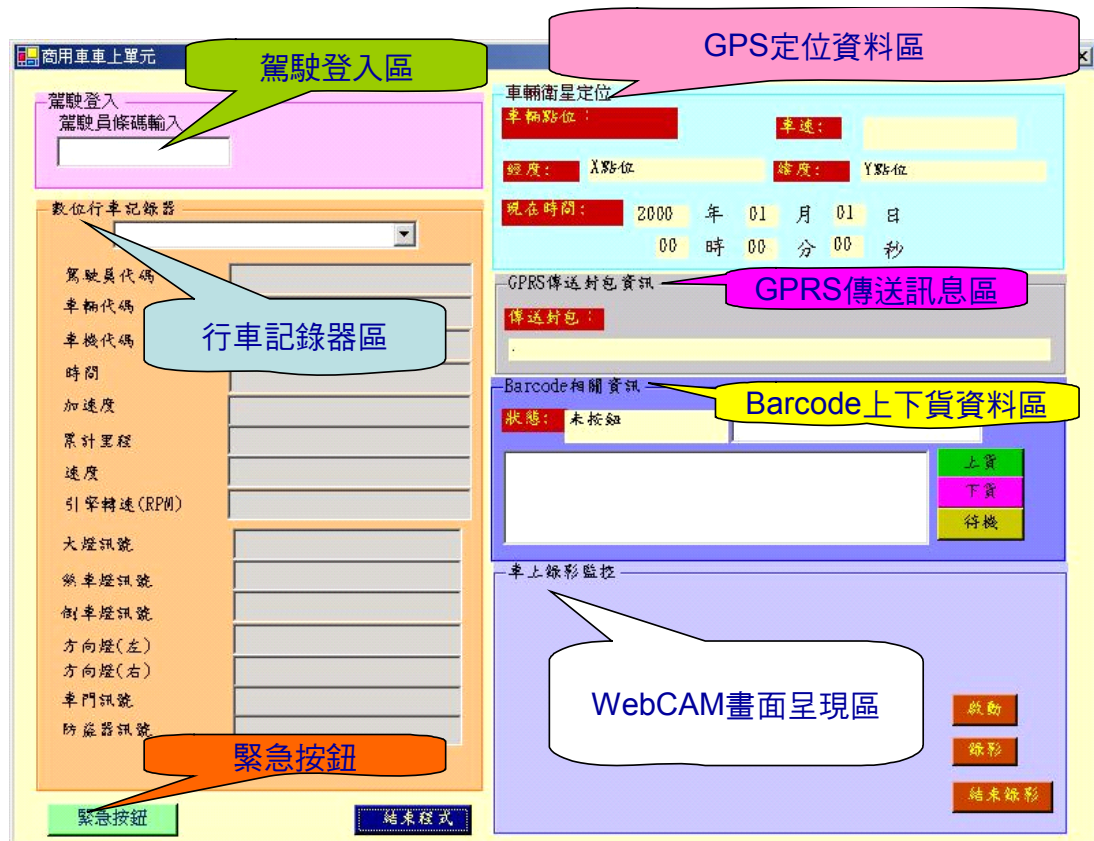 商用車車上單元
駕駛登入區
GPS定位資料區
駕駛登入
駕駛員條碼輸入
數位行車記錄器
行車記錄器區
駕駛員代碼
車輛代碼
車機代碼
時間
加速度
累計里程
速度
引擎轉速(RPM)
大燈訊號
煞車燈訊號
倒車燈訊號
方向燈(左)
方向燈(右)
車門訊號
防盜器訊號
緊急按鈕
緊急按鈕
結束程式
車輛衛星定位
車輛點位:
車速:
經度: X點位
緯度: Y點位
現在時間: 2000 年 01 月 01 日
00 時 00 分 00 秒
GPRS傳送封包資訊
GPRS傳送訊息區
傳送封包:
.
Barcode相關資訊
Barcode上下貨資料區
狀態: 未按鈕
上貨
下貨
待機
車上錄影監控
WebCAM畫面呈現區
啟動
錄影
結束錄影